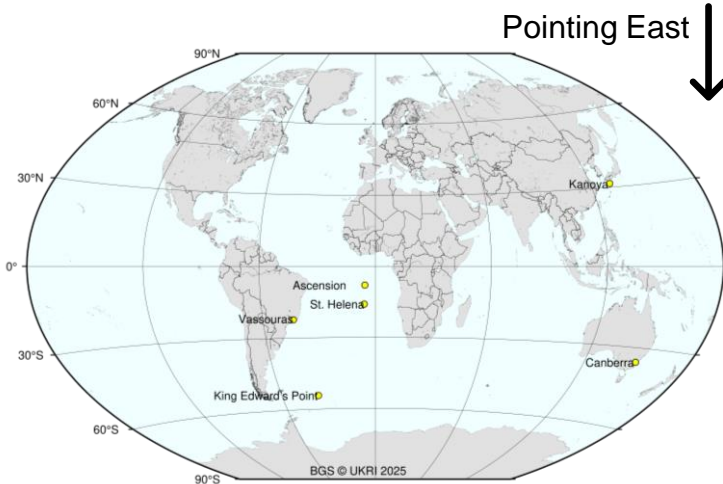 Pointing East
90°N
60°N
30°N
Kanoya
0°
Ascension
St. Helena
Vassouras
30°S
Canberra
King Edward's Point
60°S
BGS © UKRI 2025
90°S